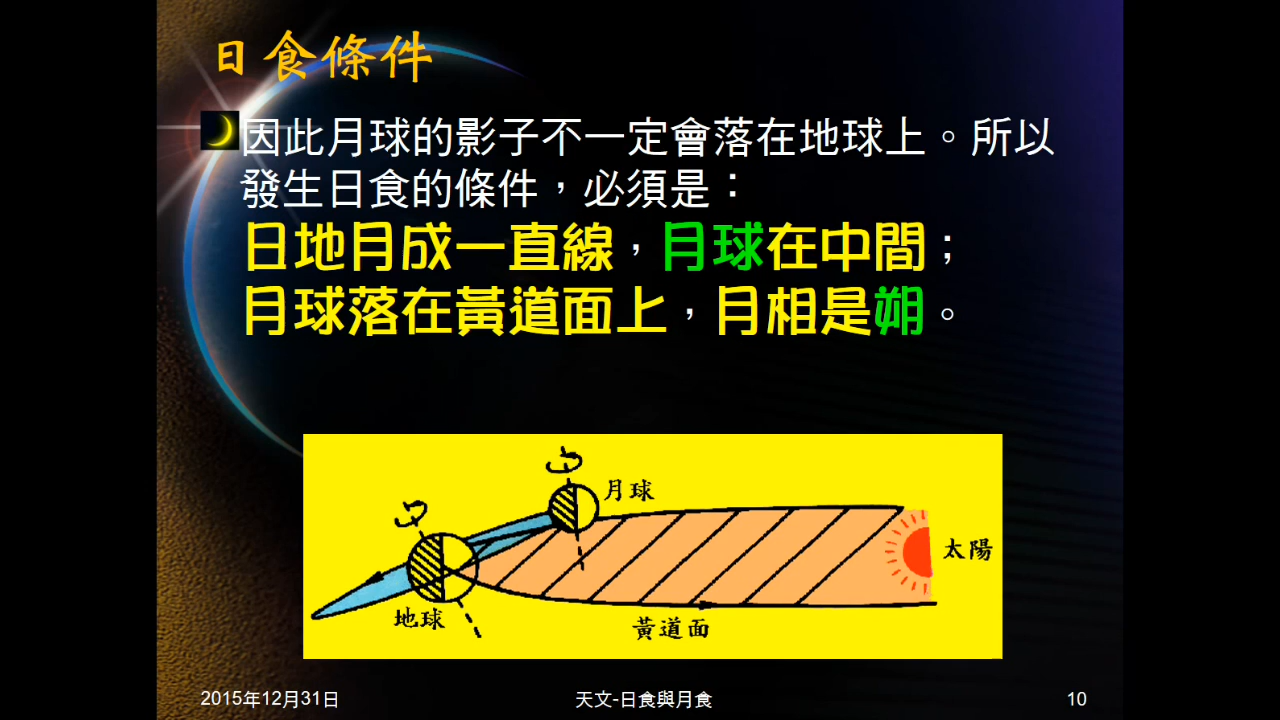 日食條件
因此月球的影子不一定會落在地球上。所以
發生日食的條件，必須是：
日地月成一直線，月球在中間；
月球落在黃道面上，月相是朔。
月球
太陽
地球
黃道面
2015年12月31日
天文-日食與月食
10